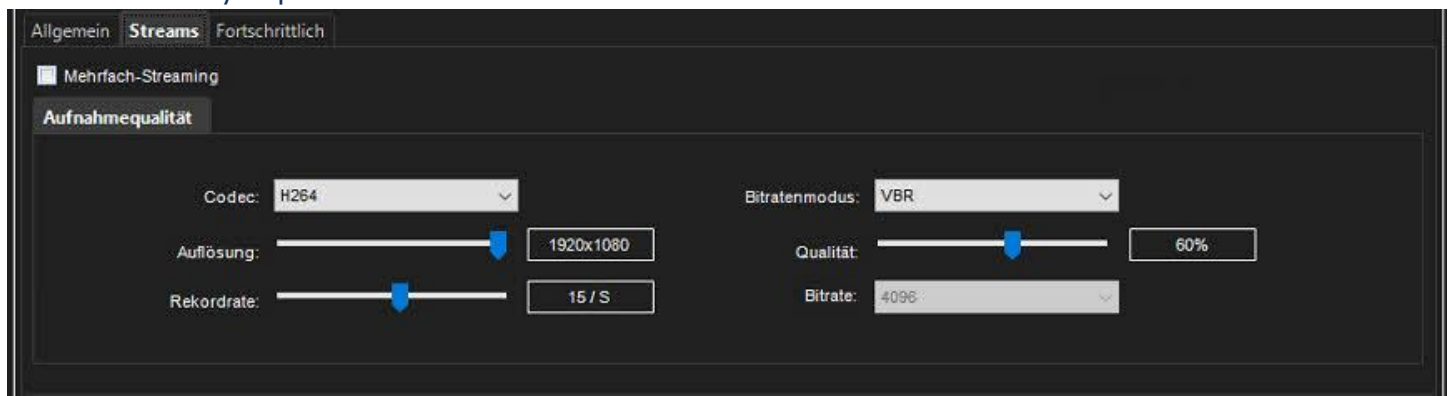 Allgemein Streams Fortschrittlich
Mehrfach-Streaming
Aufnahmequalität
Codec: H264 Bitratenmodus: VBR
Auflösung: 1920x1080 Qualität: 60%
Rekordrate: 15 / S Bitrate: 4096